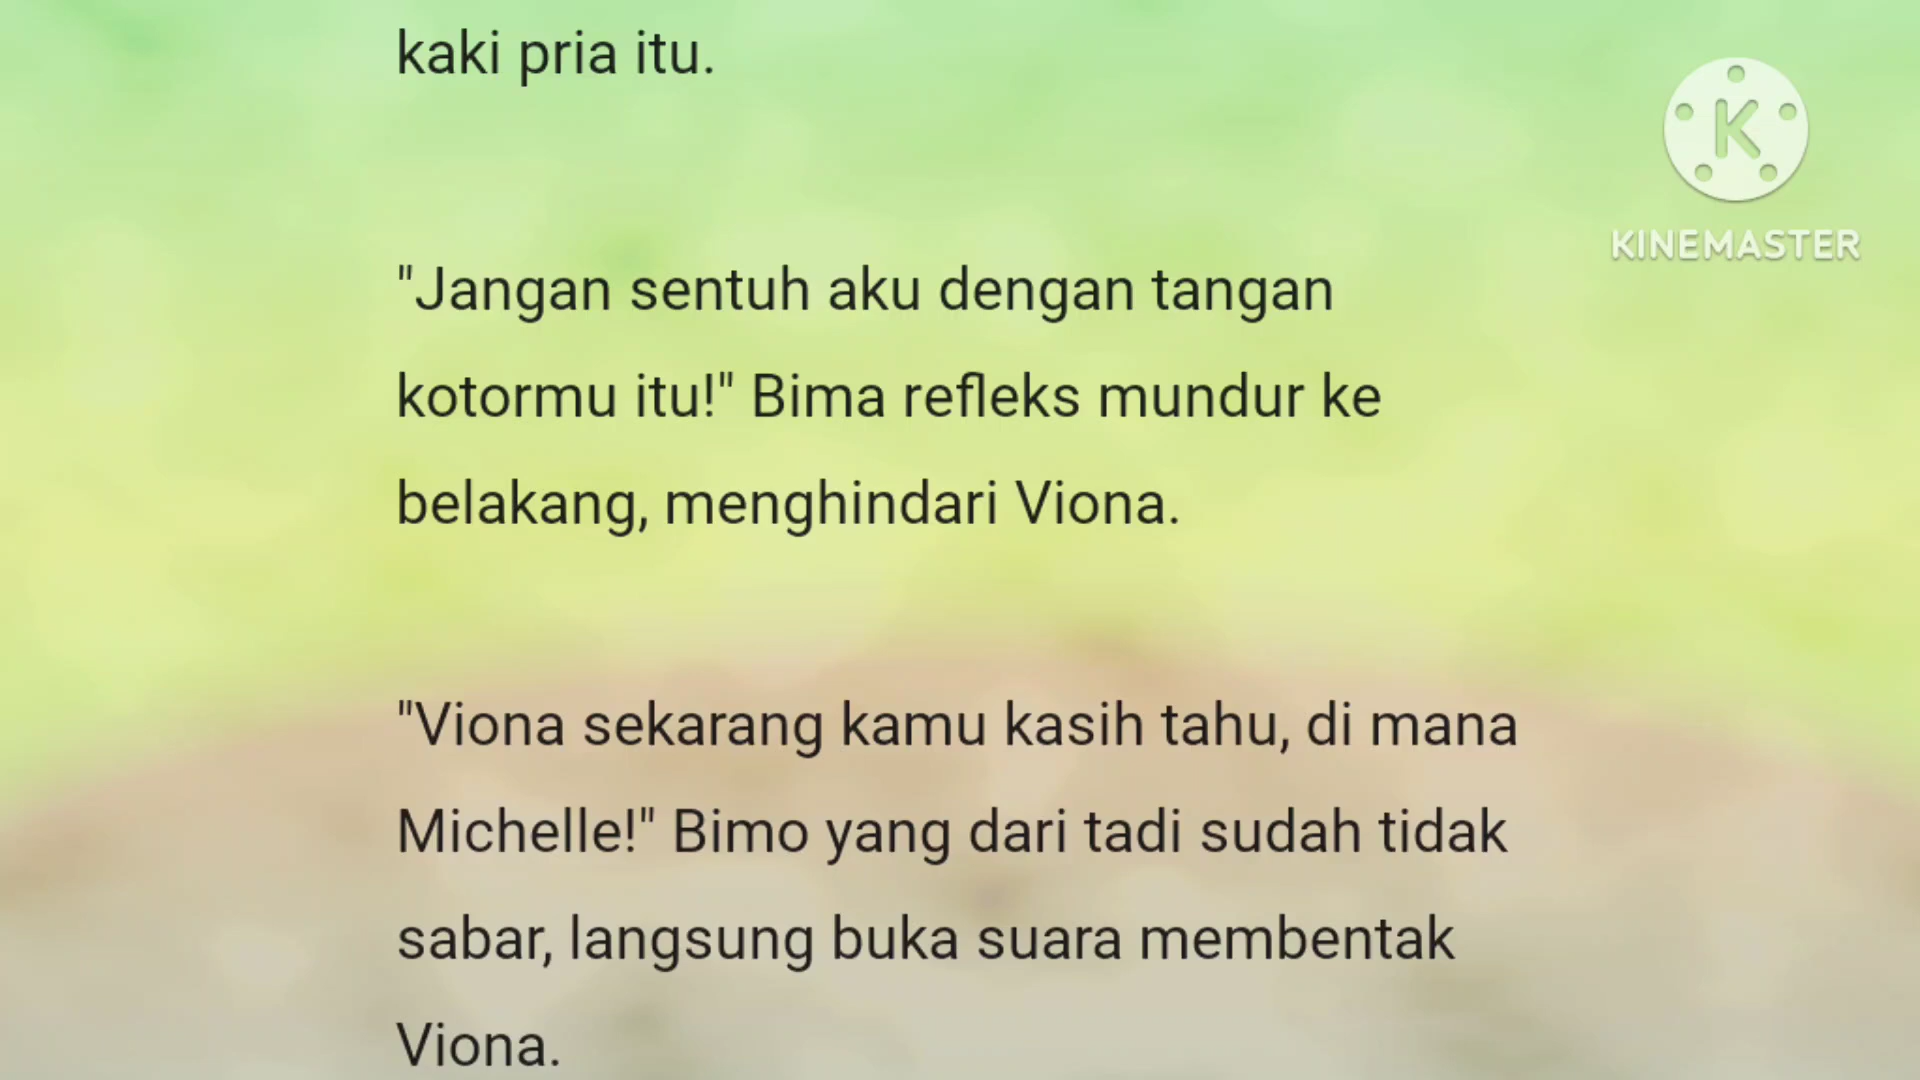 kaki pria itu.
KINEMASTER
"Jangan sentuh aku dengan tangan
kotormu itu!" Bima refleks mundur ke
belakang, menghindari Viona.
"Viona sekarang kamu kasih tahu, di mana
Michelle!" Bimo yang dari tadi sudah tidak
sabar, langsung buka suara membentak
Viona.